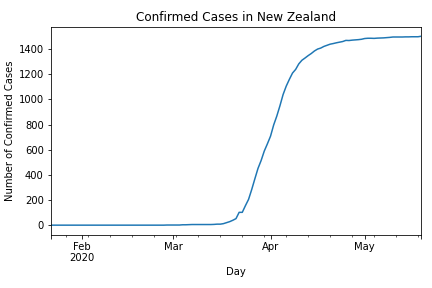 Confirmed Cases in New Zealand
Number of Confirmed Cases
1400
1200
1000
800
600
400
200
0
Feb
2020
Mar
Apr
May
Day